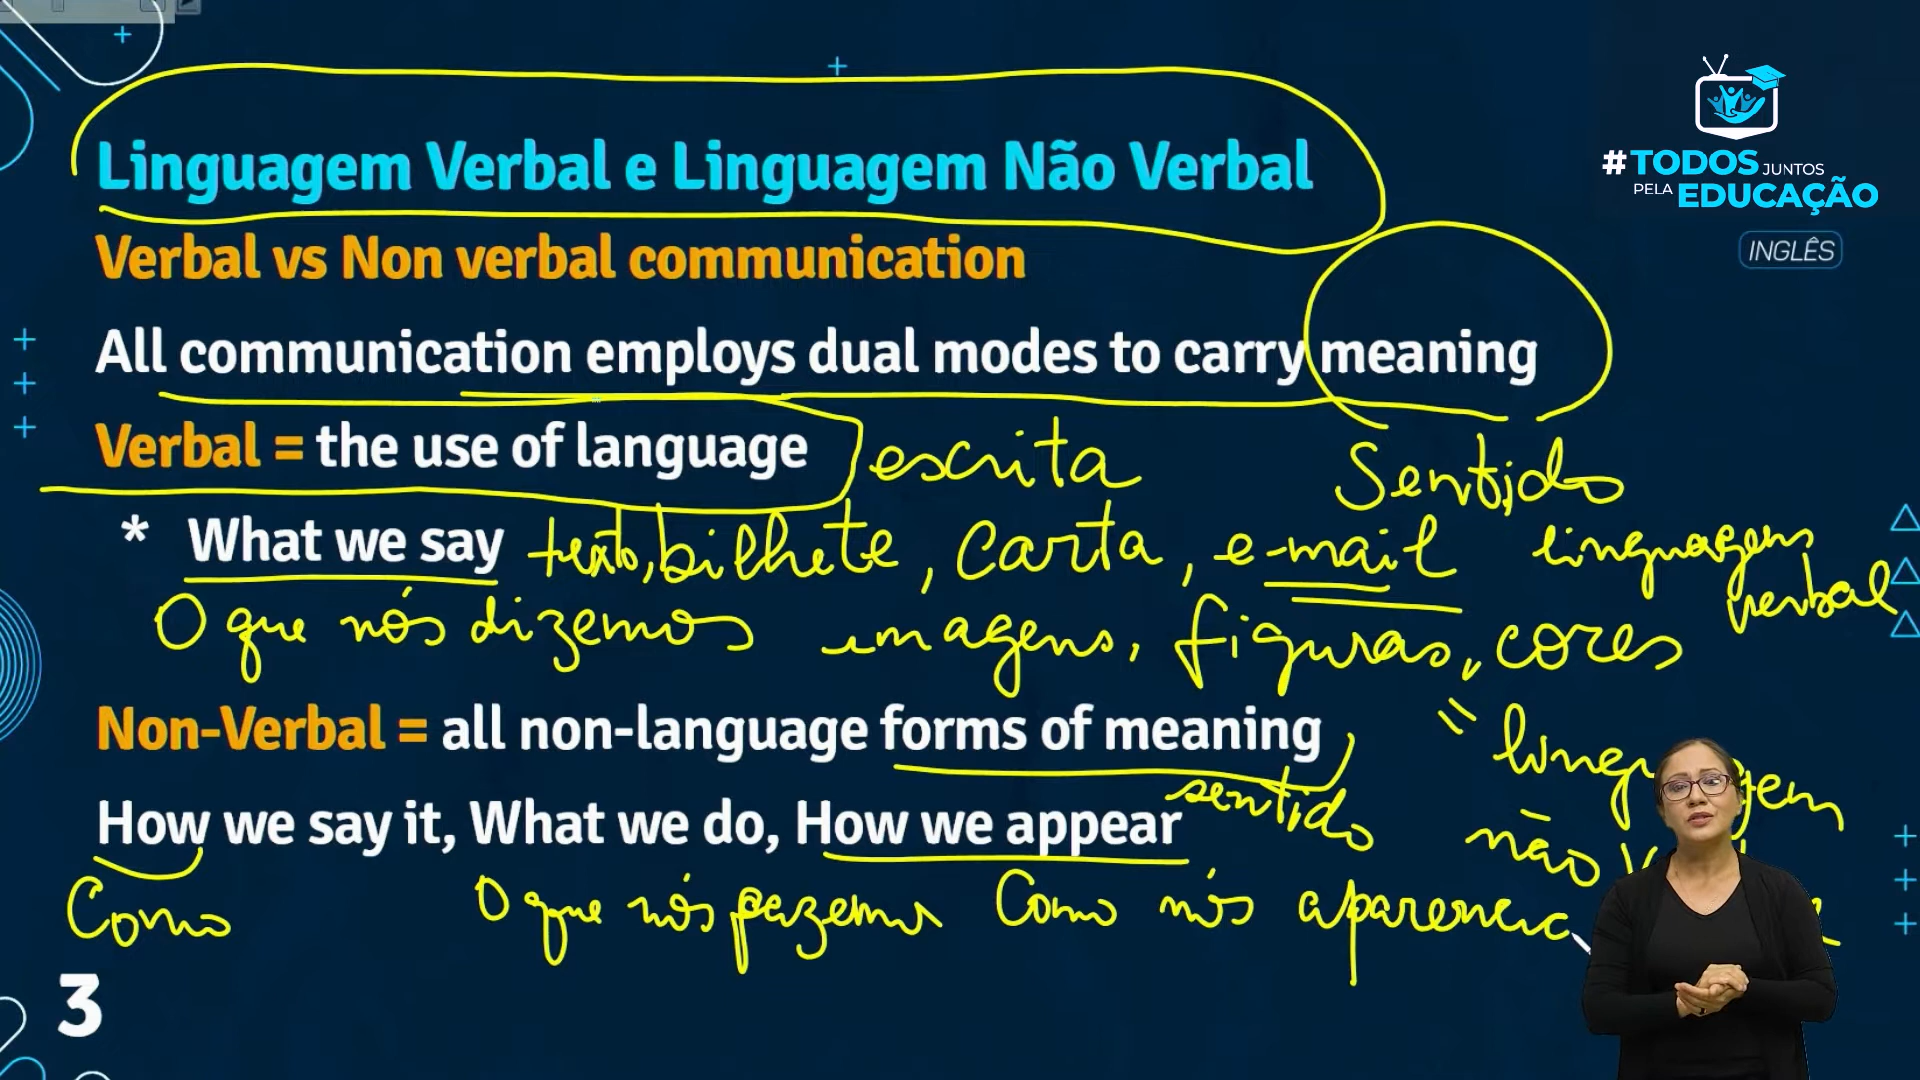 Linguagem Verbal e Linguagem Não Verbal
#TODOS JUNTOS
PELA EDUCAÇÃO
INGLÊS
Verbal vs Non verbal communication
All communication employs dual modes to carry meaning
Verbal = the use of language escrita
Sentido
* What we say texto, bilhete, carta, e-mail
linguagem
verbal
O que nós dizemos imagens, figuras, cores
Non-Verbal = all non-language forms of meaning
= linguagem
não
sentido
How we say it, What we do, How we appear
Como O que nós fazemos Como nós aparenc
3